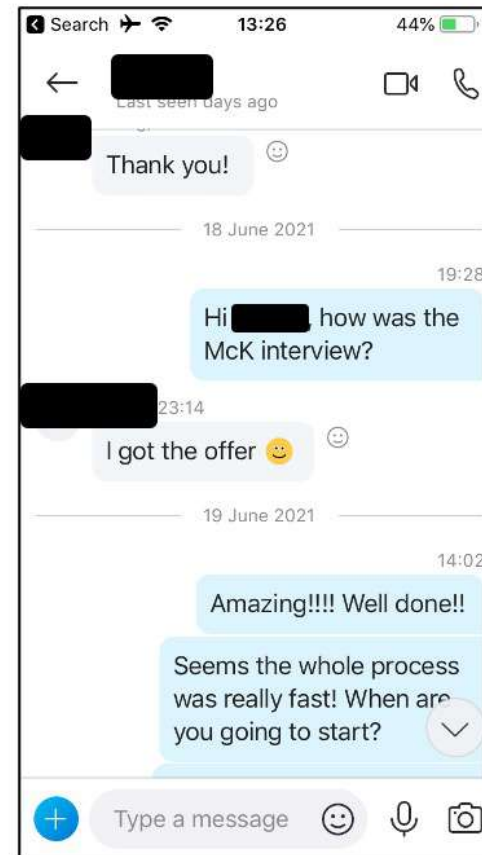 Search 13:26 44%
Last seen days ago
Thank you!
18 June 2021
19:28
Hi , how was the
McK interview?
23:14
I got the offer
19 June 2021
14:02
Amazing!!!! Well done!!
Seems the whole process
was really fast! When are
you going to start?
Type a message